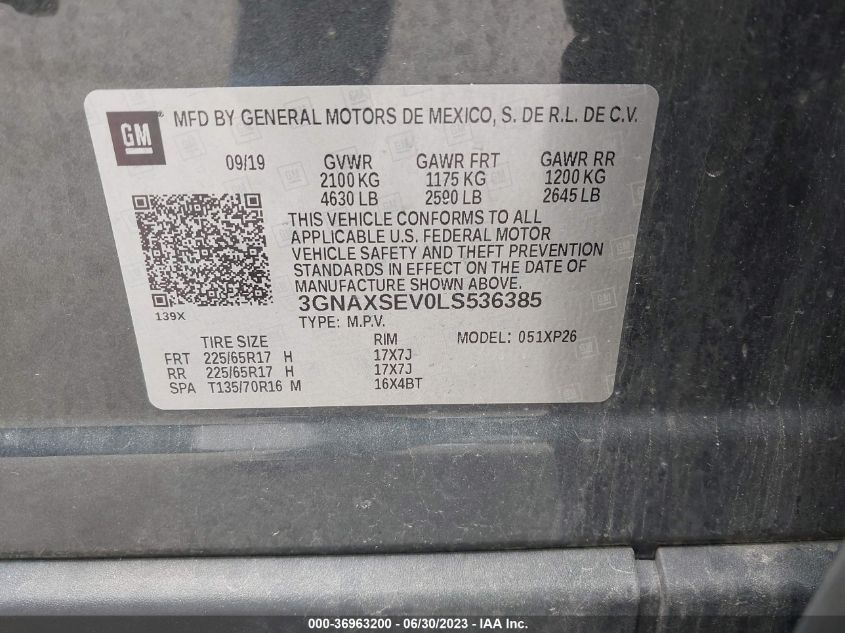 GM
MFD BY GENERAL MOTORS DE MEXICO, S. DE R.L. DE C.V.
09/19 GVWR GAWR FRT GAWR RR
2100 KG 1175 KG 1200 KG
4630 LB 2590 LB 2645 LB
THIS VEHICLE CONFORMS TO ALL
APPLICABLE U.S. FEDERAL MOTOR
VEHICLE SAFETY AND THEFT PREVENTION
STANDARDS IN EFFECT ON THE DATE OF
MANUFACTURE SHOWN ABOVE.
139X
3GNAXSEV0LS536385
TYPE: M.P.V.
TIRE SIZE RIM MODEL: 051XP26
FRT 225/65R17 H 17X7J
RR 225/65R17 H 17X7J
SPA T135/70R16 M 16X4BT
000-36963200 - 06/30/2023 - IAA Inc.